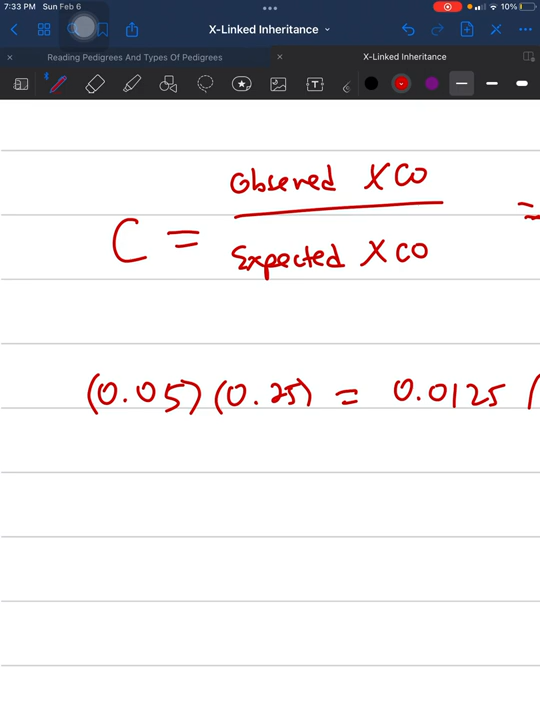 7:33 PM Sun Feb 6
10%
X-Linked Inheritance
Reading Pedigrees And Types Of Pedigrees
X-Linked Inheritance
Observed XCO
C = =
Expected XCO
(0.05) (0.25) = 0.0125 (